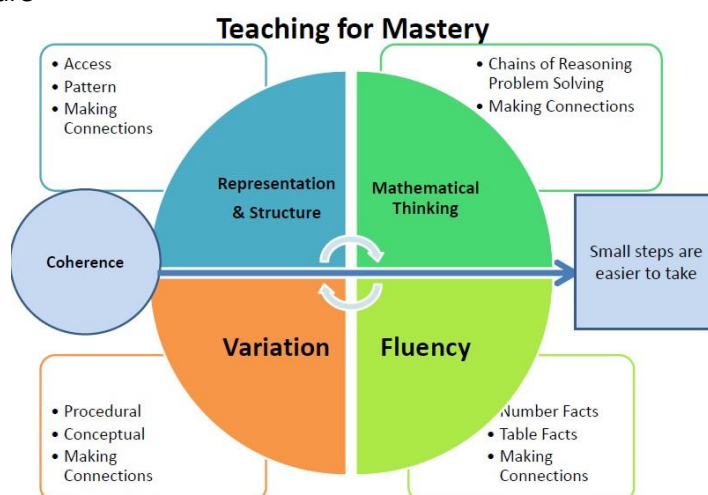 Teaching for Mastery
• Access
• Pattern
• Making
Connections
• Chains of Reasoning
Problem Solving
• Making Connections
Representation
& Structure
Mathematical
Thinking
Coherence
Small steps are
easier to take
Variation
Fluency
• Procedural
• Conceptual
• Making
Connections
• Number Facts
• Table Facts
• Making
Connections